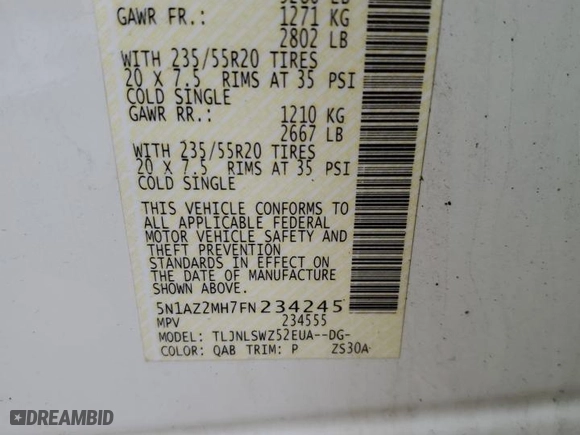 GAWR FR.: 1271 KG
2802 LB
WITH 235/55R20 TIRES
20 X 7.5 RIMS AT 35 PSI
COLD SINGLE
GAWR RR.: 1210 KG
2667 LB
WITH 235/55R20 TIRES
20 X 7.5 RIMS AT 35 PSI
COLD SINGLE
THIS VEHICLE CONFORMS TO
ALL APPLICABLE FEDERAL
MOTOR VEHICLE SAFETY AND
THEFT PREVENTION
STANDARDS IN EFFECT ON
THE DATE OF MANUFACTURE
SHOWN ABOVE.
5N1AZ2MH7FN234245
MPV 234555
MODEL: TLJNLSWZ52EUA--DG-
COLOR: QAB TRIM: P ZS30A
DREAMBID